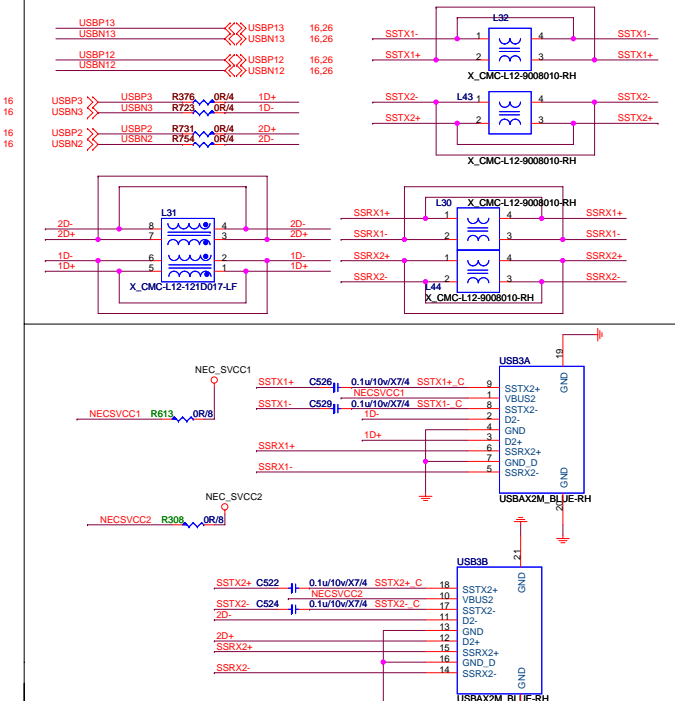 USBP13 USBP13 16,26
USBN13 USBN13 16,26
USBP12 USBP12 16,26
USBN12 USBN12 16,26
16 USBP3 USBP3 R376 0R/4 1D+
16 USBN3 USBN3 R723 0R/4 1D-
16 USBP2 USBP2 R731 0R/4 2D+
16 USBN2 USBN2 R754 0R/4 2D-
L32
SSTX1- 1 4 SSTX1-
SSTX1+ 2 3 SSTX1+
X_CMC-L12-9008010-RH
L43
SSTX2- 1 4 SSTX2-
SSTX2+ 2 3 SSTX2+
X_CMC-L12-9008010-RH
L31
2D- 8 4 2D-
2D+ 7 3 2D+
1D- 6 2 1D-
1D+ 5 1 1D+
X_CMC-L12-121D017-LF
L30 X_CMC-L12-9008010-RH
SSRX1+ 1 4 SSRX1+
SSRX1- 2 3 SSRX1-
SSRX2+ 1 4 SSRX2+
SSRX2- 2 3 SSRX2-
L44
X_CMC-L12-9008010-RH
NEC_SVCC1
NECSVCC1 R613 0R/8
NEC_SVCC2
NECSVCC2 R308 0R/8
USB3A
19 GND
SSTX1+ C526 0.1u/10v/X7/4 SSTX1+_C 9 SSTX2+
NECSVCC1 1 VBUS2
SSTX1- C529 0.1u/10v/X7/4 SSTX1-_C 8 SSTX2-
1D- 2 D2-
4 GND
1D+ 3 D2+
SSRX1+ 6 SSRX2+
7 GND_D
SSRX1- 5 SSRX2-
GND 20
USBAX2M_BLUE-RH
USB3B
21 GND
SSTX2+ C522 0.1u/10v/X7/4 SSTX2+_C 18 SSTX2+
NECSVCC2 10 VBUS2
SSTX2- C524 0.1u/10v/X7/4 SSTX2-_C 17 SSTX2-
2D- 11 D2-
13 GND
2D+ 12 D2+
SSRX2+ 15 SSRX2+
16 GND_D
SSRX2- 14 SSRX2-
GND
USBAX2M_BLUE-RH